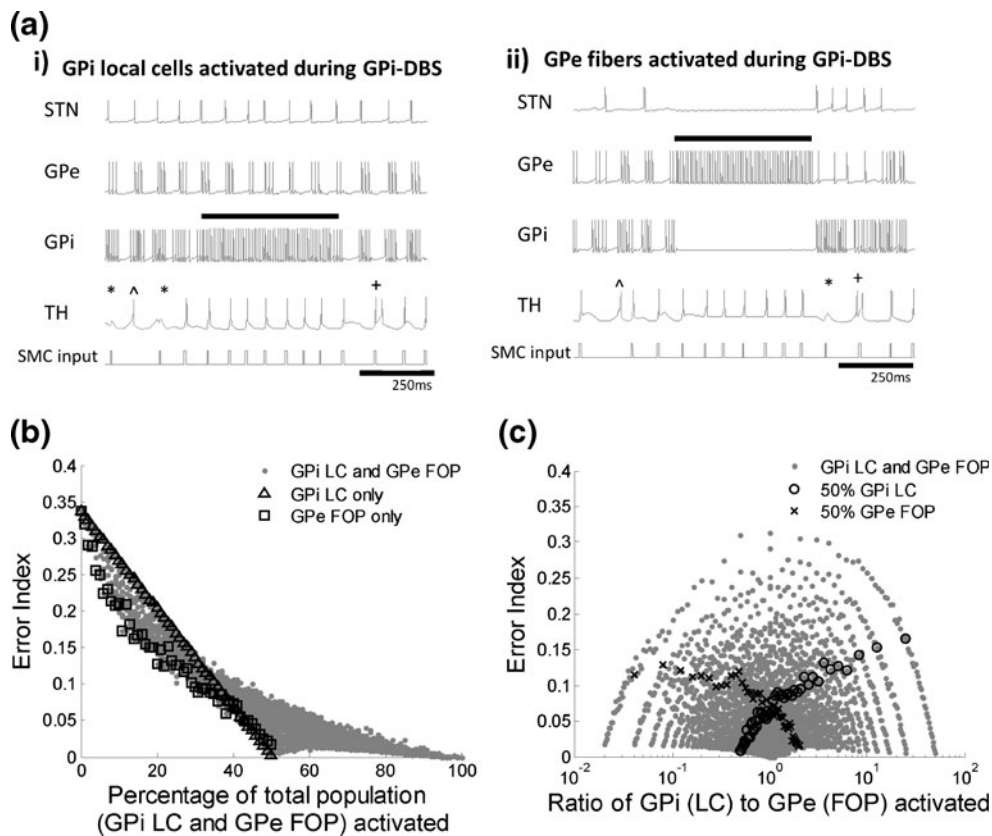 (a)
i) GPi local cells activated during GPi-DBS
STN
GPe
GPi
* ^ * +
TH
SMC input
250ms
ii) GPe fibers activated during GPi-DBS
STN
GPe
GPi
^ * +
TH
SMC input
250ms
(b)
0.4
0.35
0.3
0.25
0.2
0.15
0.1
0.05
0
Error Index
GPi LC and GPe FOP
GPi LC only
GPe FOP only
0 20 40 60 80 100
Percentage of total population
(GPi LC and GPe FOP) activated
(c)
0.4
0.35
0.3
0.25
0.2
0.15
0.1
0.05
0
Error Index
GPi LC and GPe FOP
50% GPi LC
50% GPe FOP
10⁻² 10⁻¹ 10⁰ 10¹ 10²
Ratio of GPi (LC) to GPe (FOP) activated